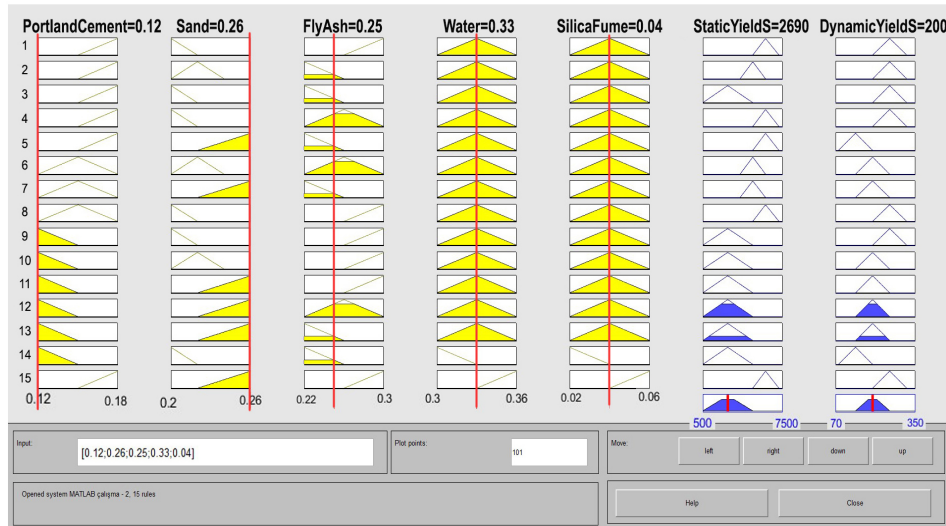 PortlandCement=0.12 Sand=0.26 FlyAsh=0.25 Water=0.33 SilicaFume=0.04 StaticYieldS=2690 DynamicYieldS=200
1
2
3
4
5
6
7
8
9
10
11
12
13
14
15
0.12 0.18 0.2 0.26 0.22 0.3 0.3 0.36 0.02 0.06
500 7500 70 350
Input: [0.12;0.26;0.25;0.33;0.04] Plot points: 101 Move: left right down up
Opened system MATLAB çalışma - 2, 15 rules
Help Close